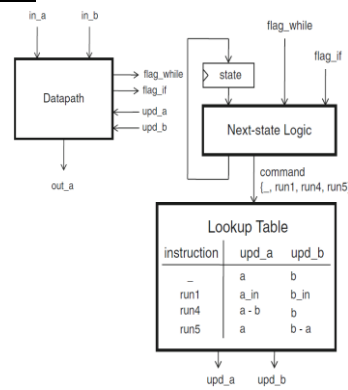 in_a in_b
flag_while
flag_if
state
flag_while
flag_if
Datapath
upd_a
upd_b
Next-state Logic
out_a
command
{_, run1, run4, run5
Lookup Table
instruction upd_a upd_b
_ a b
run1 a_in b_in
run4 a - b b
run5 a b - a
upd_a upd_b